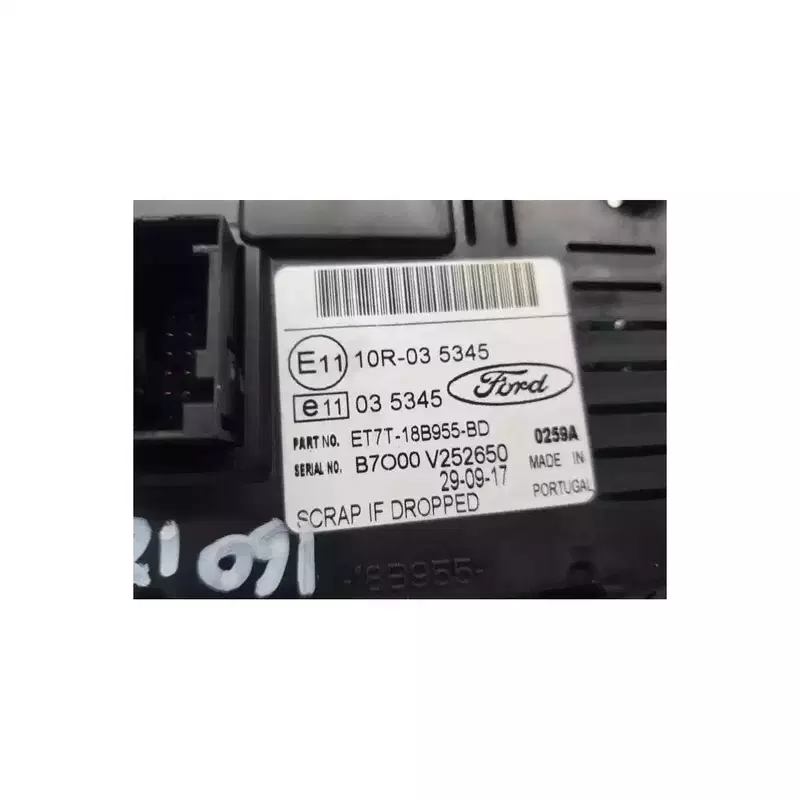 E11 10R-03 5345
e11 03 5345
Ford
PART NO. ET7T-18B955-BD 0259A
SERIAL NO. B7O00 V252650 MADE IN
29-09-17 PORTUGAL
SCRAP IF DROPPED
-18B955-